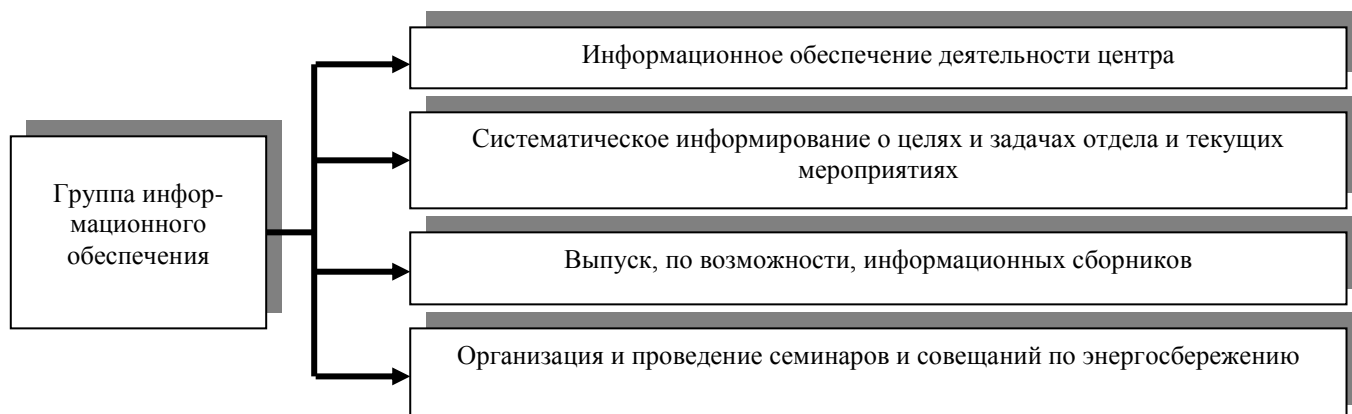 Группа инфор-
мационного
обеспечения
Информационное обеспечение деятельности центра
Систематическое информирование о целях и задачах отдела и текущих
мероприятиях
Выпуск, по возможности, информационных сборников
Организация и проведение семинаров и совещаний по энергосбережению